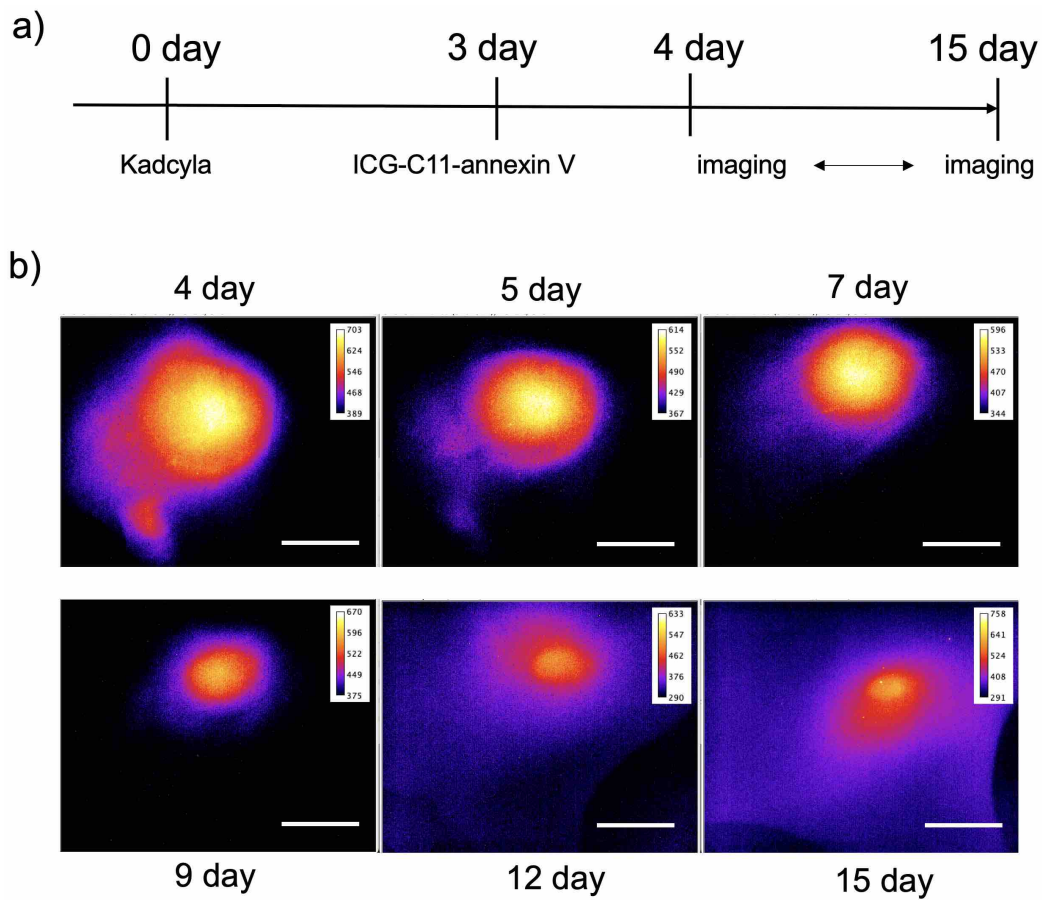 a)
0 day 3 day 4 day 15 day
Kadcyla ICG-C11-annexin V imaging imaging
b)
4 day 5 day 7 day
703 614 596
624 552 533
546 490 470
468 429 407
389 367 344
670 633 758
596 547 641
522 462 524
449 376 408
375 290 291
9 day 12 day 15 day